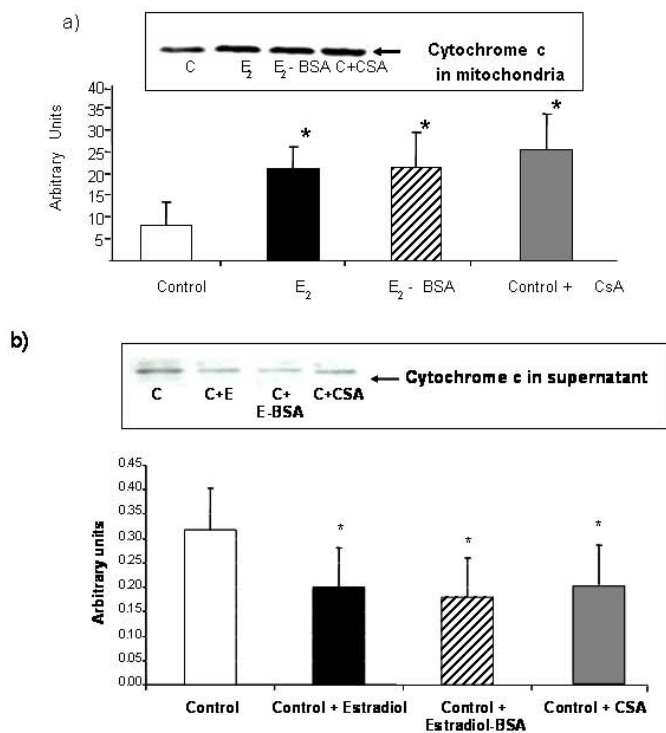 a)
C E₂ E₂-BSA C+CSA
Cytochrome c
in mitochondria
Arbitrary Units
40
35
30
25
20
15
10
5
* * *
Control E₂ E₂ - BSA Control + CsA
b)
C C+E C+ C+CSA
E-BSA
Cytochrome c in supernatant
Arbitrary units
0.45
0.40
0.35
0.30
0.25
0.20
0.15
0.10
0.05
0.00
* * *
Control Control + Estradiol Control + Control + CSA
Estradiol-BSA